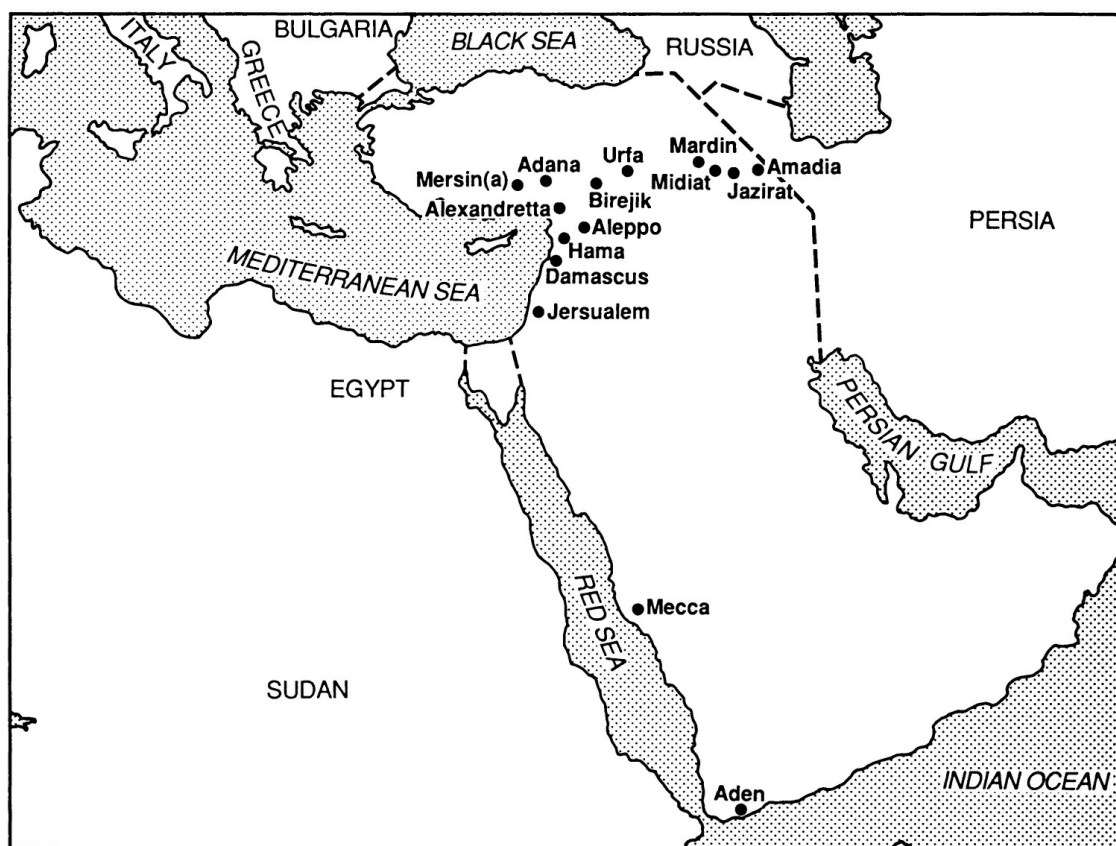 BULGARIA
BLACK SEA
RUSSIA
ITALY
GREECE
Mardin
Urfa
Adana
Amadia
Mersin(a)
Midiat
Jazirat
Birejik
Alexandretta
Aleppo
PERSIA
Hama
MEDITERRANEAN SEA
Damascus
Jersualem
EGYPT
PERSIAN GULF
RED SEA
Mecca
SUDAN
INDIAN OCEAN
Aden